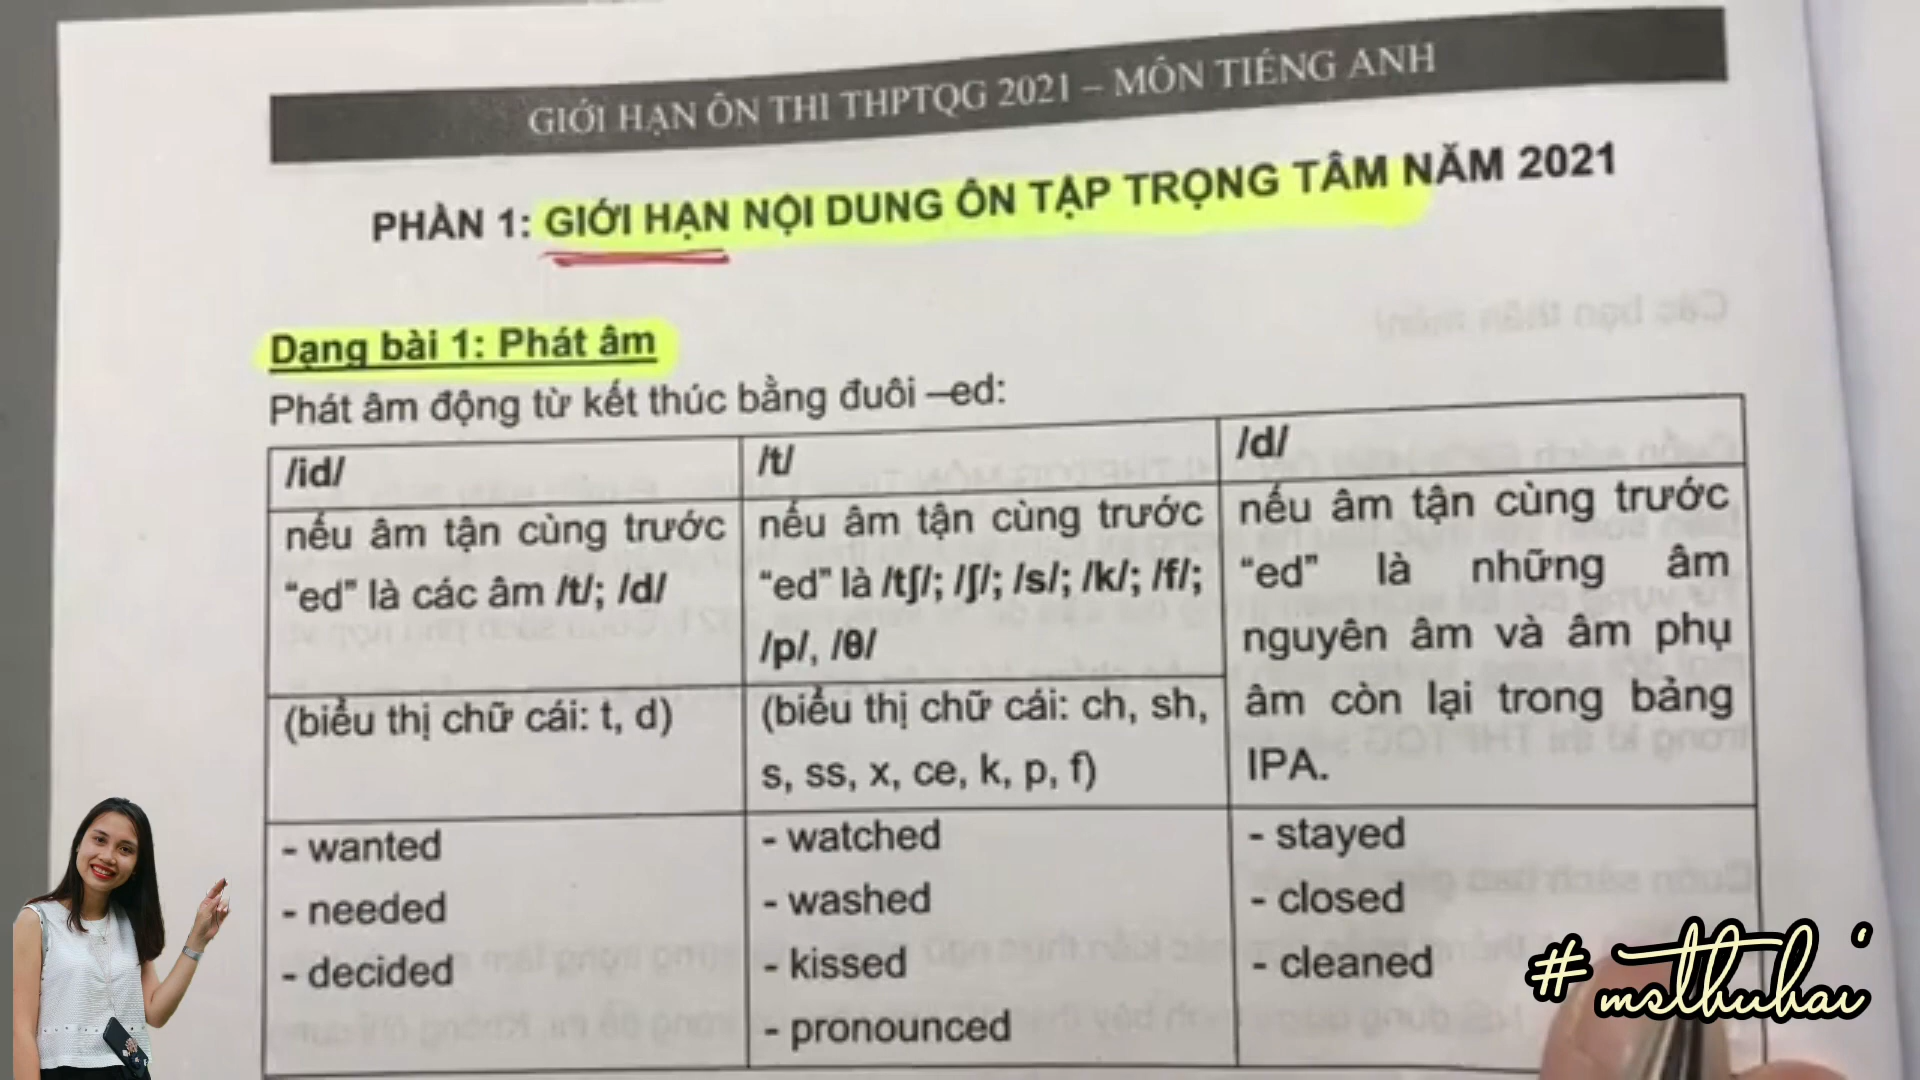 GIỚI HẠN ÔN THI THPTQG 2021 – MÔN TIẾNG ANH
PHẦN 1: GIỚI HẠN NỘI DUNG ÔN TẬP TRỌNG TÂM NĂM 2021
Dạng bài 1: Phát âm
Phát âm động từ kết thúc bằng đuôi –ed:
/id/
nếu âm tận cùng trước
“ed” là các âm /t/; /d/
(biểu thị chữ cái: t, d)
- wanted
- needed
- decided
/t/
nếu âm tận cùng trước
“ed” là /tʃ/; /ʃ/; /s/; /k/; /f/;
/p/, /θ/
(biểu thị chữ cái: ch, sh,
s, ss, x, ce, k, p, f)
- watched
- washed
- kissed
- pronounced
/d/
nếu âm tận cùng trước
“ed” là những âm
nguyên âm và âm phụ
âm còn lại trong bảng
IPA.
- stayed
- closed
- cleaned
# msthuhai